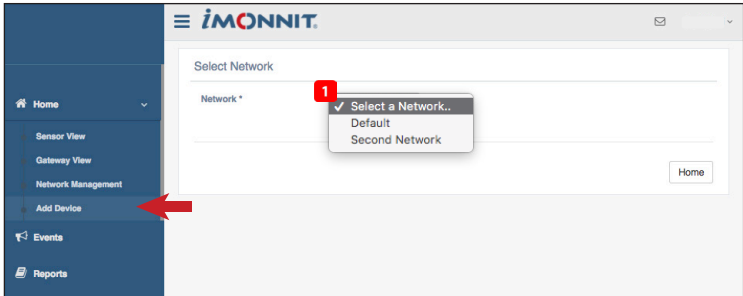 iMONNIT
Select Network
Network *
1
✓ Select a Network..
Default
Second Network
Home
Home
Sensor View
Gateway View
Network Management
Add Device
Events
Reports